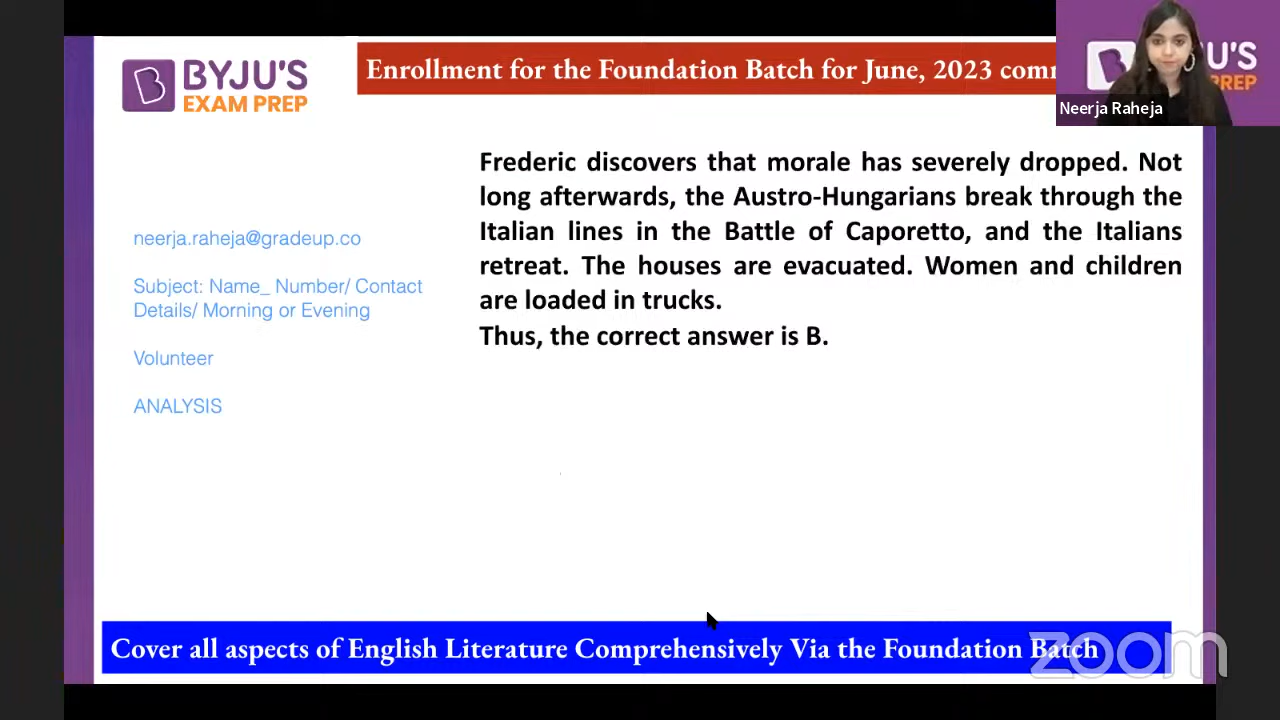 BYJU'S
EXAM PREP
Enrollment for the Foundation Batch for June, 2023 com
JU'S
Neerja Raheja
Frederic discovers that morale has severely dropped. Not
long afterwards, the Austro-Hungarians break through the
Italian lines in the Battle of Caporetto, and the Italians
retreat. The houses are evacuated. Women and children
are loaded in trucks.
Thus, the correct answer is B.
neerja.raheja@gradeup.co
Subject: Name_ Number/ Contact
Details/ Morning or Evening
Volunteer
ANALYSIS
Cover all aspects of English Literature Comprehensively Via the Foundation Batch
zoom